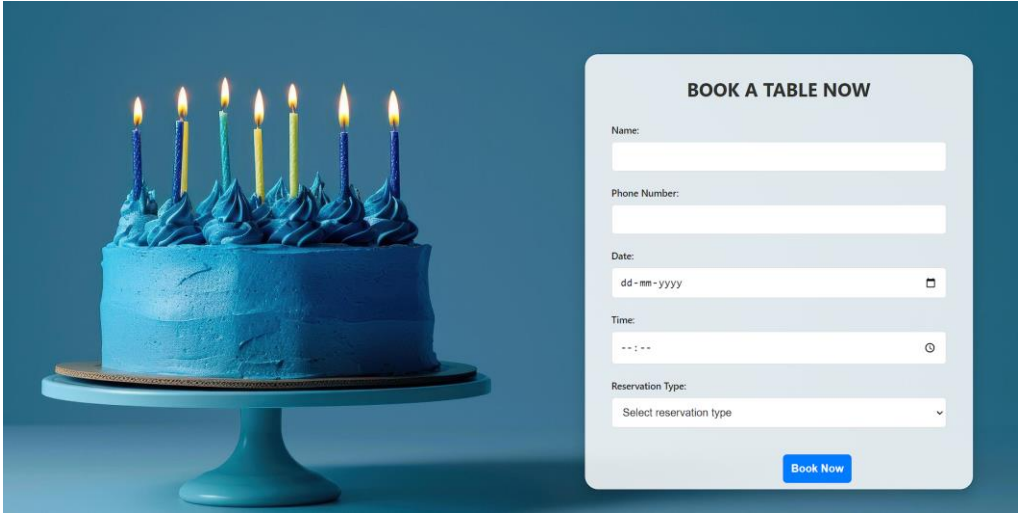 BOOK A TABLE NOW
Name:
Phone Number:
Date:
dd-mm-yyyy
Time:
--:--
Reservation Type:
Select reservation type
Book Now